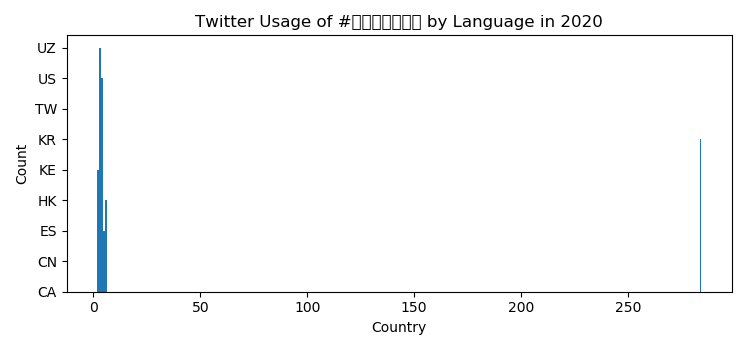 Twitter Usage of #▯▯▯▯▯▯▯ by Language in 2020
UZ
US
TW
KR
KE
HK
ES
CN
CA
Count
0 50 100 150 200 250
Country